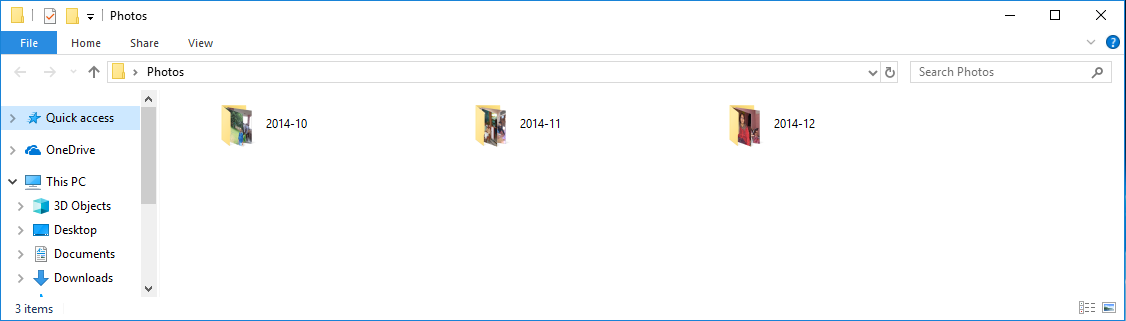 Photos
File Home Share View
Photos
Search Photos
Quick access
OneDrive
This PC
3D Objects
Desktop
Documents
Downloads
2014-10 2014-11 2014-12
3 items